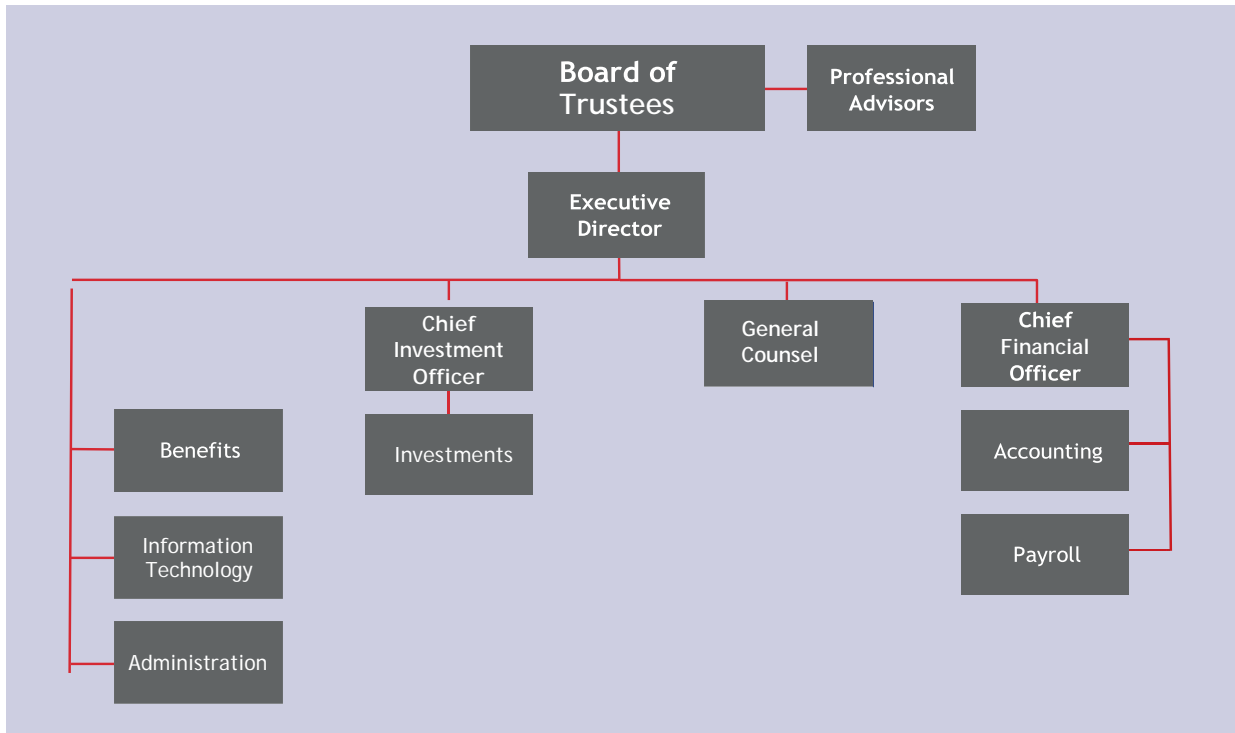 Board of
Trustees
Professional
Advisors
Executive
Director
Chief
Investment
Officer
General
Counsel
Chief
Financial
Officer
Benefits
Investments
Accounting
Information
Technology
Payroll
Administration